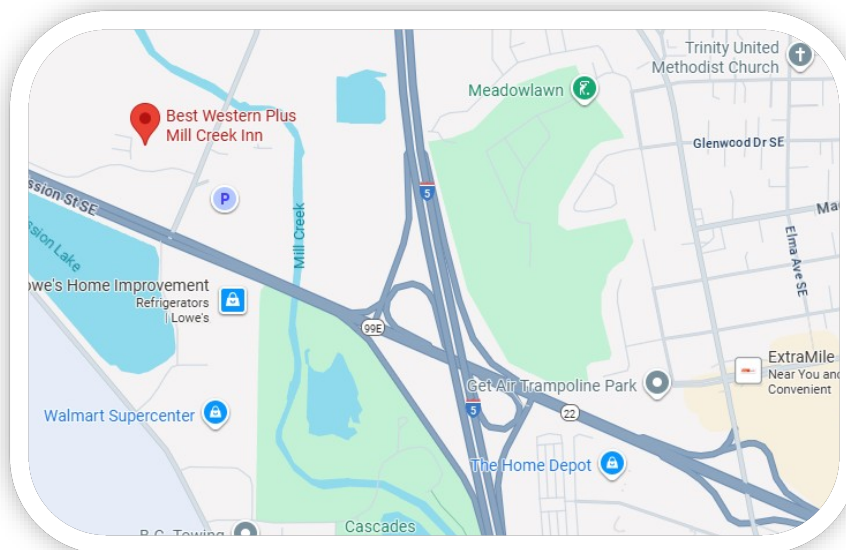 Trinity United
Methodist Church
Meadowlawn
Best Western Plus
Mill Creek Inn
Glenwood Dr SE
5
P
ssion St SE
Mill Creek
Ma
Elma Ave SE
ssion Lake
owe's Home Improvement
Refrigerators
| Lowe's
99E
ExtraMile
Near You and
Convenient
Get Air Trampoline Park
5
22
Walmart Supercenter
The Home Depot
Cascades
B.C. Towing